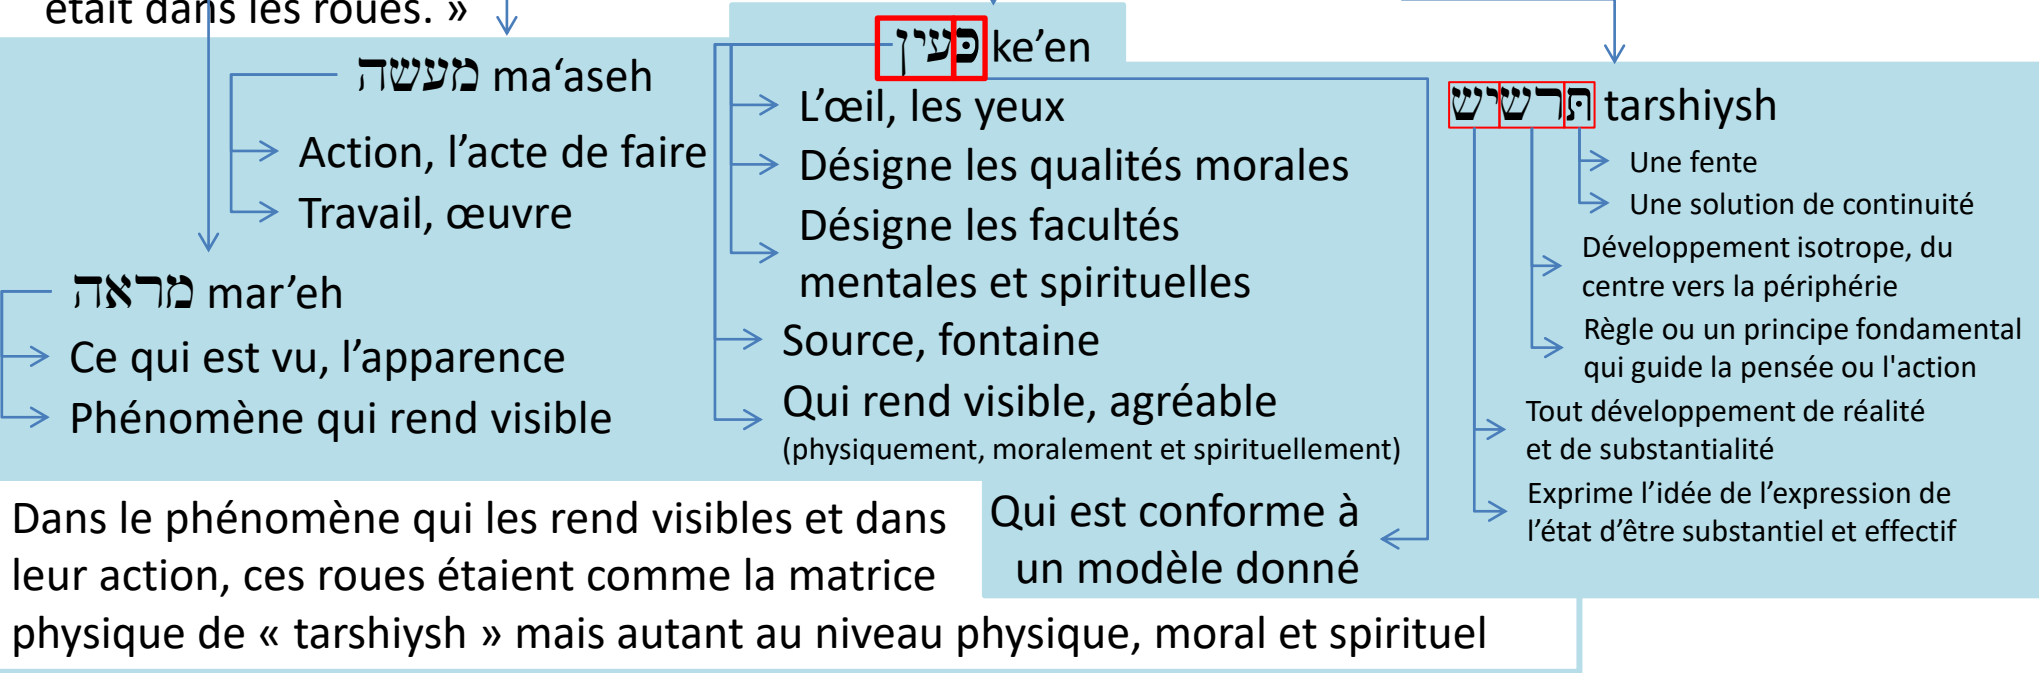 était dans les roues. »
מעשה ma‘aseh
Action, l’acte de faire
Travail, œuvre
מראה mar’eh
Ce qui est vu, l’apparence
Phénomène qui rend visible
כּעין ke’en
L’œil, les yeux
Désigne les qualités morales
Désigne les facultés
mentales et spirituelles
Source, fontaine
Qui rend visible, agréable
(physiquement, moralement et spirituellement)
Qui est conforme à
un modèle donné
תּרשיש tarshiysh
Une fente
Une solution de continuité
Développement isotrope, du
centre vers la périphérie
Règle ou un principe fondamental
qui guide la pensée ou l'action
Tout développement de réalité
et de substantialité
Exprime l’idée de l’expression de
l’état d’être substantiel et effectif
Dans le phénomène qui les rend visibles et dans
leur action, ces roues étaient comme la matrice
physique de « tarshiysh » mais autant au niveau physique, moral et spirituel